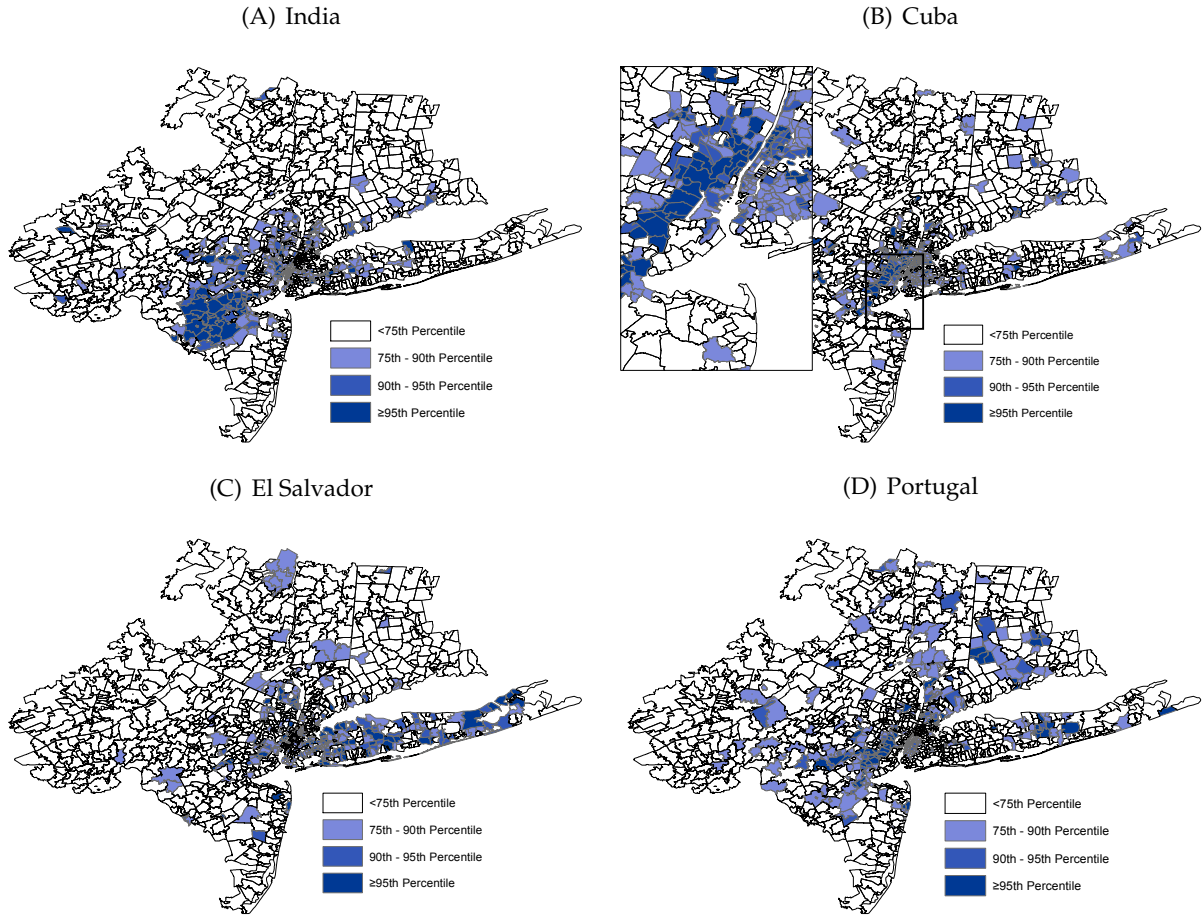 (A) India
(B) Cuba
<75th Percentile
75th - 90th Percentile
90th - 95th Percentile
≥95th Percentile
<75th Percentile
75th - 90th Percentile
90th - 95th Percentile
≥95th Percentile
(C) El Salvador
(D) Portugal
<75th Percentile
75th - 90th Percentile
90th - 95th Percentile
≥95th Percentile
<75th Percentile
75th - 90th Percentile
90th - 95th Percentile
≥95th Percentile